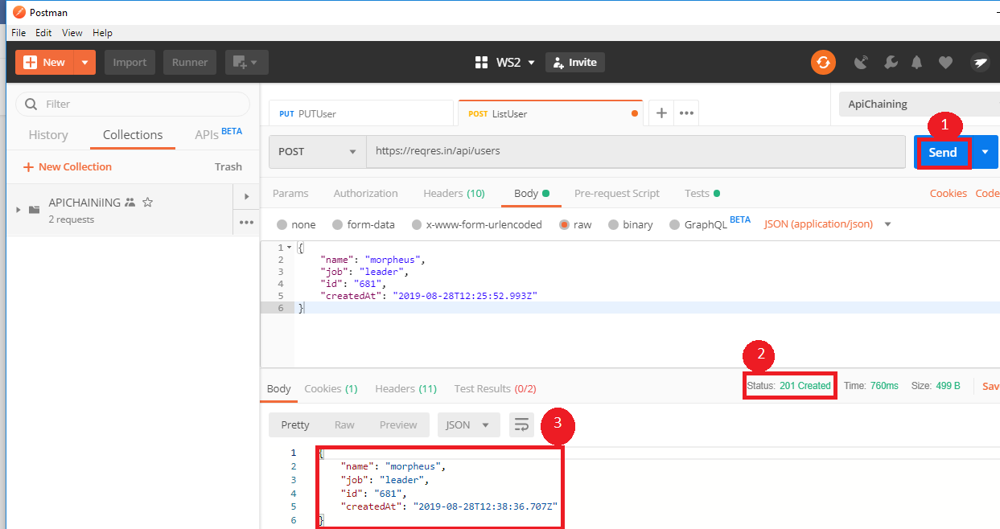 Postman
File Edit View Help
New Import Runner WS2 Invite
Filter
History Collections APIs BETA
+ New Collection Trash
APICHAINiING
2 requests
PUT PUTUser POST ListUser + ••• ApiChaining
1
POST https://reqres.in/api/users Send
Params Authorization Headers (10) Body Pre-request Script Tests Cookies Code
none form-data x-www-form-urlencoded raw binary GraphQL BETA JSON (application/json)
1 {
2 "name": "morpheus",
3 "job": "leader",
4 "id": "681",
5 "createdAt": "2019-08-28T12:25:52.993Z"
6 }
2
Body Cookies (1) Headers (11) Test Results (0/2) Status: 201 Created Time: 760ms Size: 499 B Sav
Pretty Raw Preview JSON 3
1 {
2 "name": "morpheus",
3 "job": "leader",
4 "id": "681",
5 "createdAt": "2019-08-28T12:38:36.707Z"
6 }